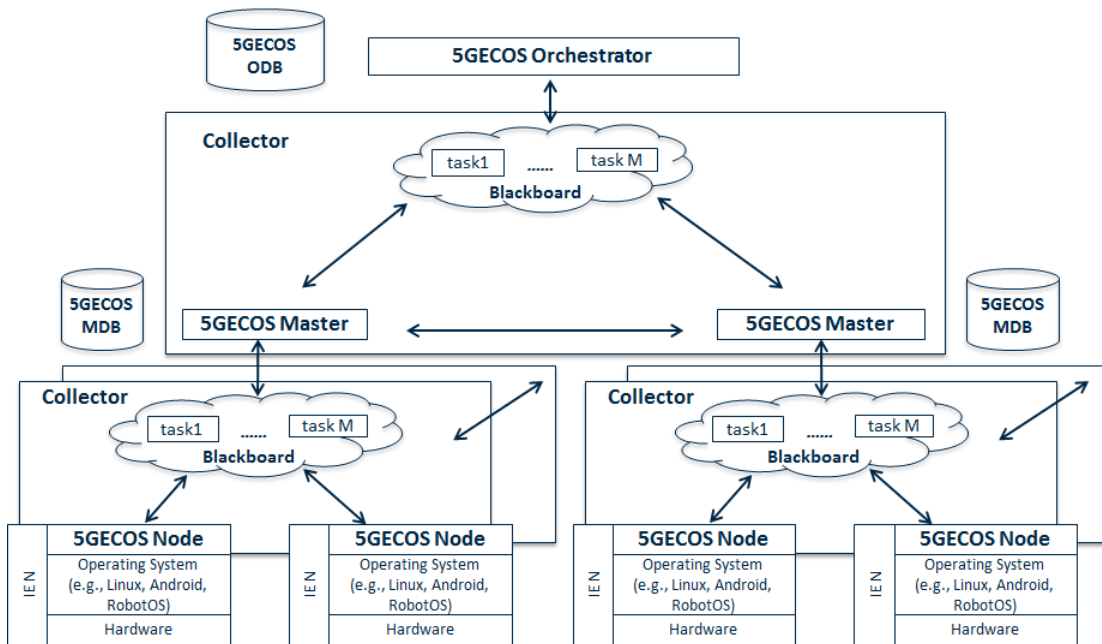 5GECOS
ODB
5GECOS Orchestrator
Collector
task1
......
task M
Blackboard
5GECOS
MDB
5GECOS Master
5GECOS Master
5GECOS
MDB
Collector
task1
......
task M
Blackboard
Collector
task1
......
task M
Blackboard
IEN
5GECOS Node
Operating System
(e.g., Linux, Android,
RobotOS)
Hardware
IEN
5GECOS Node
Operating System
(e.g., Linux, Android,
RobotOS)
Hardware
IEN
5GECOS Node
Operating System
(e.g., Linux, Android,
RobotOS)
Hardware
IEN
5GECOS Node
Operating System
(e.g., Linux, Android,
RobotOS)
Hardware